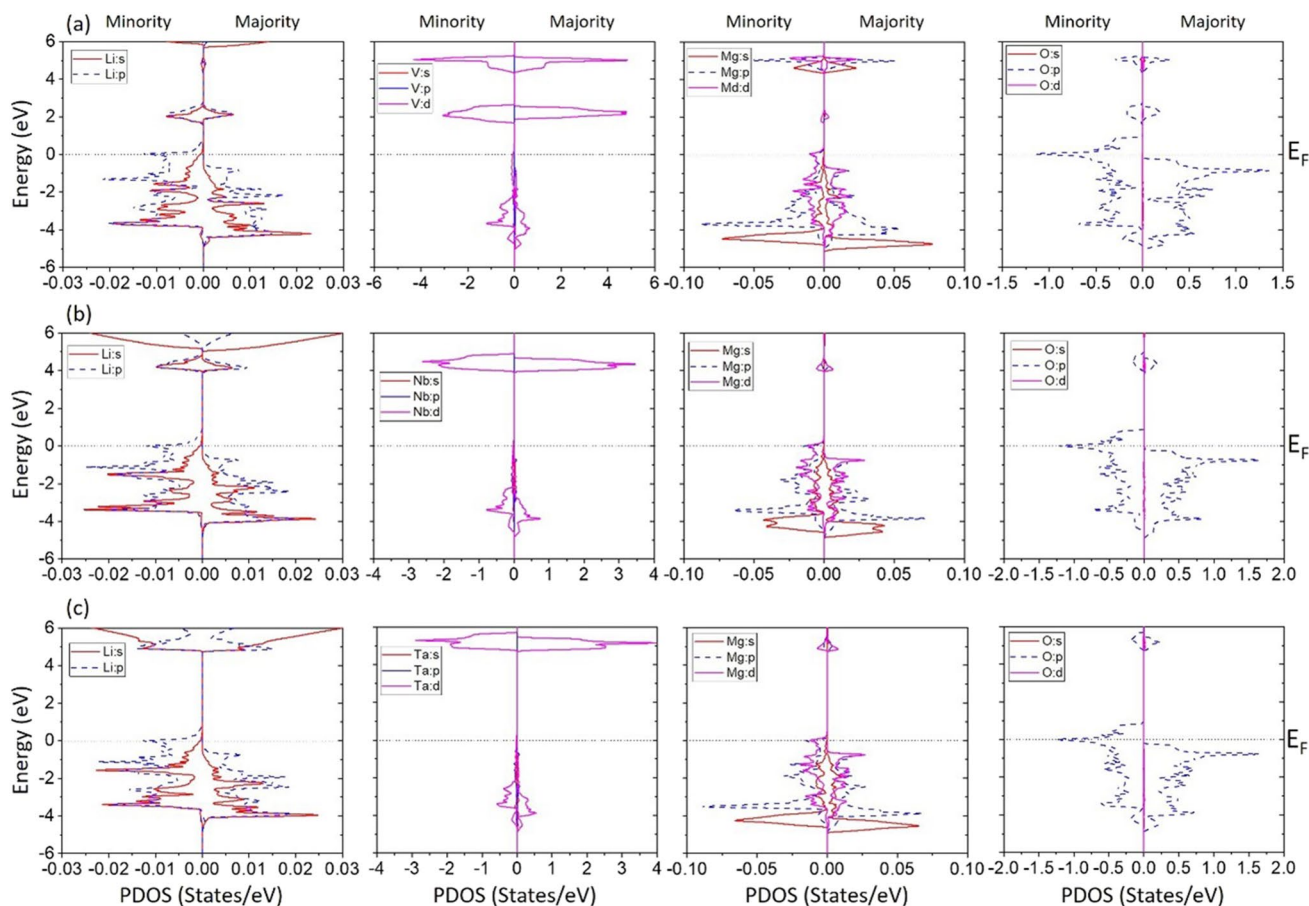 (a) Minority Majority Minority Majority Minority Majority Minority Majority
Energy (eV)
6 4 2 0 -2 -4 -6
Li:s
Li:p
-0.03 -0.02 -0.01 0.00 0.01 0.02 0.03
V:s
V:p
V:d
-6 -4 -2 0 2 4 6
Mg:s
Mg:p
Md:d
-0.10 -0.05 0.00 0.05 0.10
O:s
O:p
O:d
-1.5 -1.0 -0.5 0.0 0.5 1.0 1.5
E_F
(b)
Energy (eV)
6 4 2 0 -2 -4 -6
Li:s
Li:p
-0.03 -0.02 -0.01 0.00 0.01 0.02 0.03
Nb:s
Nb:p
Nb:d
-4 -3 -2 -1 0 1 2 3 4
Mg:s
Mg:p
Mg:d
-0.10 -0.05 0.00 0.05 0.10
O:s
O:p
O:d
-2.0 -1.5 -1.0 -0.5 0.0 0.5 1.0 1.5 2.0
E_F
(c)
Energy (eV)
6 4 2 0 -2 -4 -6
Li:s
Li:p
-0.03 -0.02 -0.01 0.00 0.01 0.02 0.03
Ta:s
Ta:p
Ta:d
-4 -3 -2 -1 0 1 2 3 4
Mg:s
Mg:p
Mg:d
-0.10 -0.05 0.00 0.05 0.10
O:s
O:p
O:d
-2.0 -1.5 -1.0 -0.5 0.0 0.5 1.0 1.5 2.0
E_F
PDOS (States/eV) PDOS (States/eV) PDOS (States/eV) PDOS (States/eV)